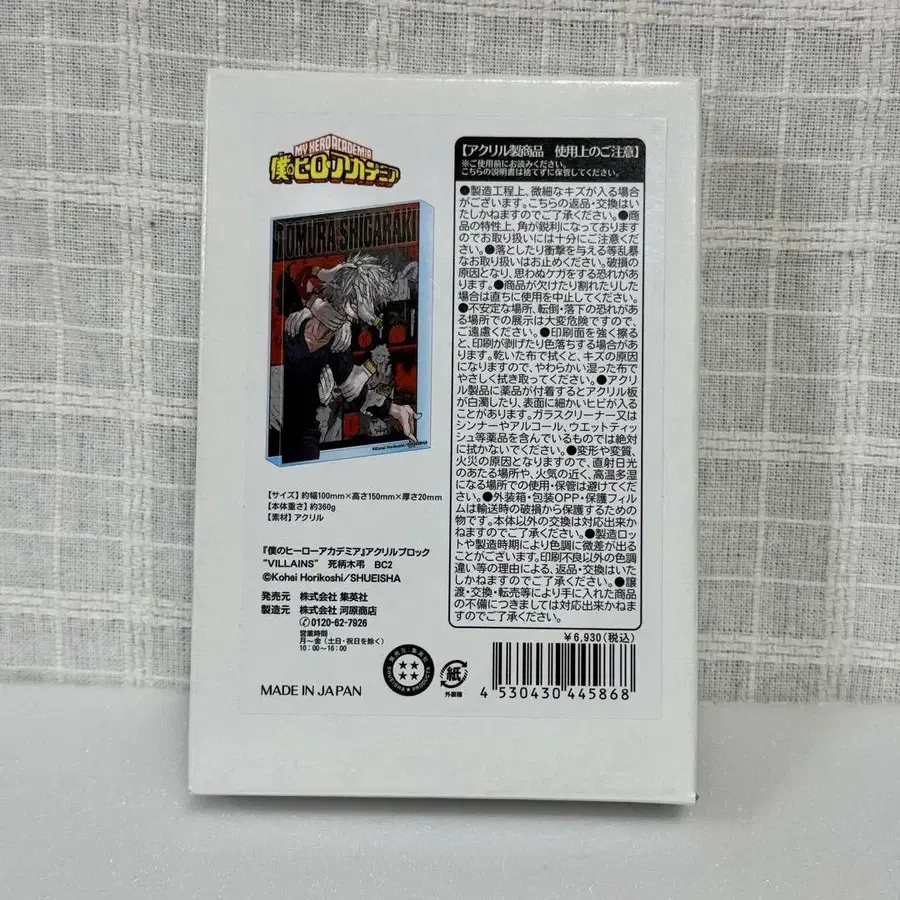 MY HERO ACADEMIA
僕のヒーローアカデミア
TOMURA SHIGARAKI
©Kohei Horikoshi/SHUEISHA
【サイズ】約幅100mm×高さ150mm×厚さ20mm
【本体重さ】約360g
【素材】アクリル
『僕のヒーローアカデミア』アクリルブロック
“VILLAINS” 死柄木弔 BC2
©Kohei Horikoshi/SHUEISHA
発売元 株式会社 集英社
製造元 株式会社 河原商店
✆0120-62-7926
営業時間
月~金(土日・祝日を除く)
10:00~16:00
MADE IN JAPAN
発売元:集英社
SHUEISHA PRODUCTS
紙
外装箱
【アクリル製商品 使用上のご注意】
※ご使用前にお読みください。
こちらの説明書は捨てずに保管してください。
●製造工程上、微細なキズが入る場合
がございます。こちらの返品・交換はい
たしかねますのでご了承ください。●商
品の特性上、角が鋭利になっております
のでお取り扱いには十分にご注意くださ
い。●落としたり衝撃を与える等乱暴
なお取り扱いはお止めください。破損の
原因となり、思わぬケガをする恐れがあ
ります。●商品が欠けたり割れたりした
場合は直ちに使用を中止してください。
●不安定な場所、転倒・落下の恐れがあ
る場所での展示は大変危険ですので、
ご遠慮ください。●印刷面を強く擦る
と、印刷が剥げたり色落ちする場合があ
ります。乾いた布で拭くと、キズの原因
になりますので、やわらかい湿った布で
やさしく拭き取ってください。●アクリ
ル製品に薬品が付着するとアクリル板
が白濁したり、表面に細かいヒビが入る
ことがあります。ガラスクリーナー又は
シンナーやアルコール、ウエットティッ
シュ等薬品を含んでいるものでは絶対
に拭かないでください。●変形や変質、
火災の原因となりますので、直射日光の
あたる場所や、火気の近く、高温多湿
になる場所での使用・保管は避けてくだ
さい。●外装箱・包装OPP・保護フィル
ムは輸送時の破損から保護するための
物です。本体以外の交換は対応出来かね
ますのでご了承ください。●製造ロッ
トや製造時期により色調に微差が出るこ
とがございます。印刷不良以外の色調
違い等の理由による、返品・交換はいた
しかねますのでご了承ください。●譲
渡・交換・転売等により手に入れた商品
の不備につきましては対応出来かねま
すのでご了承ください。
¥6,930(税込)
4 530430 445868